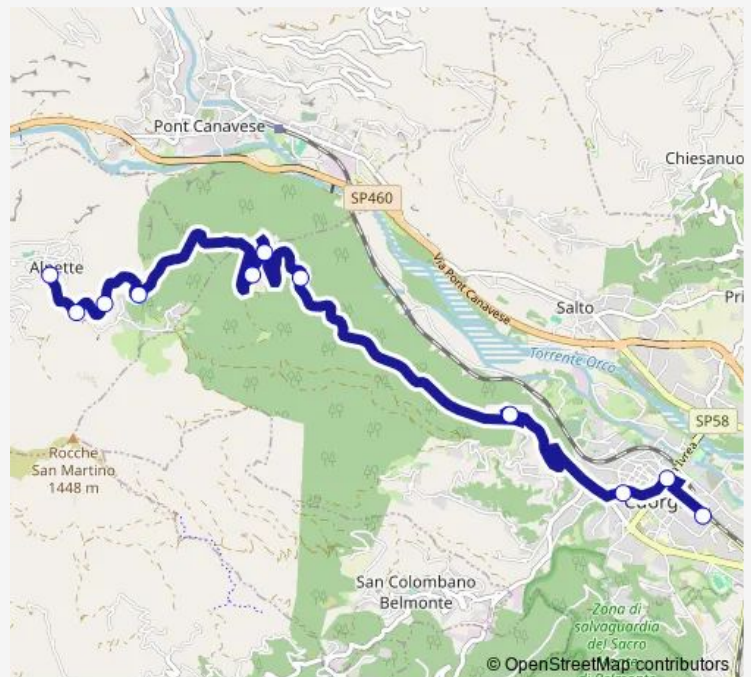 Pont Canavese
Chiesanuo
SP460
Via Pont Canavese
Salto
Pri
Torrente Orco
SP58
Rocche
San Martino
1448 m
San Colombano
Belmonte
Zona di
salvaguardia
del Sacro
© OpenStreetMap contributors